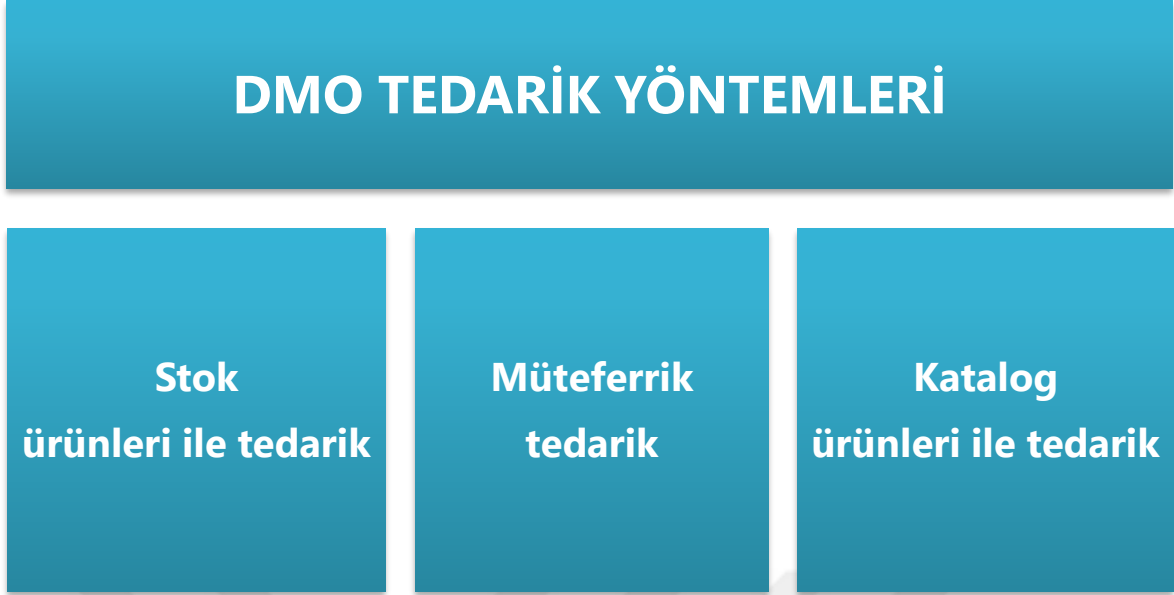 DMO TEDARİK YÖNTEMLERİ
Stok
ürünleri ile tedarik
Müteferrik
tedarik
Katalog
ürünleri ile tedarik